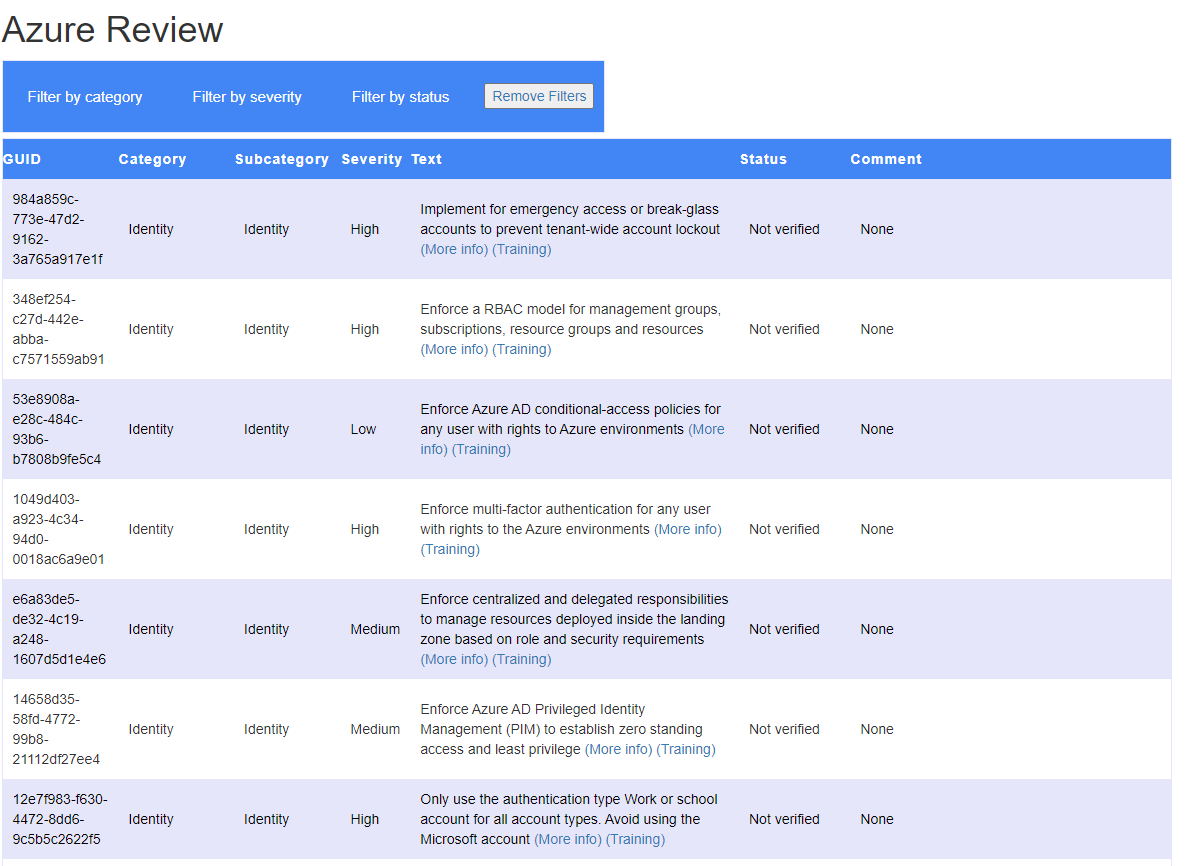 Azure Review
Filter by category Filter by severity Filter by status Remove Filters
GUID Category Subcategory Severity Text Status Comment
984a859c-
773e-47d2-
9162-
3a765a917e1f
Identity Identity High
Implement for emergency access or break-glass
accounts to prevent tenant-wide account lockout
(More info) (Training)
Not verified None
348ef254-
c27d-442e-
abba-
c7571559ab91
Identity Identity High
Enforce a RBAC model for management groups,
subscriptions, resource groups and resources
(More info) (Training)
Not verified None
53e8908a-
e28c-484c-
93b6-
b7808b9fe5c4
Identity Identity Low
Enforce Azure AD conditional-access policies for
any user with rights to Azure environments (More
info) (Training)
Not verified None
1049d403-
a923-4c34-
94d0-
0018ac6a9e01
Identity Identity High
Enforce multi-factor authentication for any user
with rights to the Azure environments (More info)
(Training)
Not verified None
e6a83de5-
de32-4c19-
a248-
1607d5d1e4e6
Identity Identity Medium
Enforce centralized and delegated responsibilities
to manage resources deployed inside the landing
zone based on role and security requirements
(More info) (Training)
Not verified None
14658d35-
58fd-4772-
99b8-
21112df27ee4
Identity Identity Medium
Enforce Azure AD Privileged Identity
Management (PIM) to establish zero standing
access and least privilege (More info) (Training)
Not verified None
12e7f983-f630-
4472-8dd6-
9c5b5c2622f5
Identity Identity High
Only use the authentication type Work or school
account for all account types. Avoid using the
Microsoft account (More info) (Training)
Not verified None